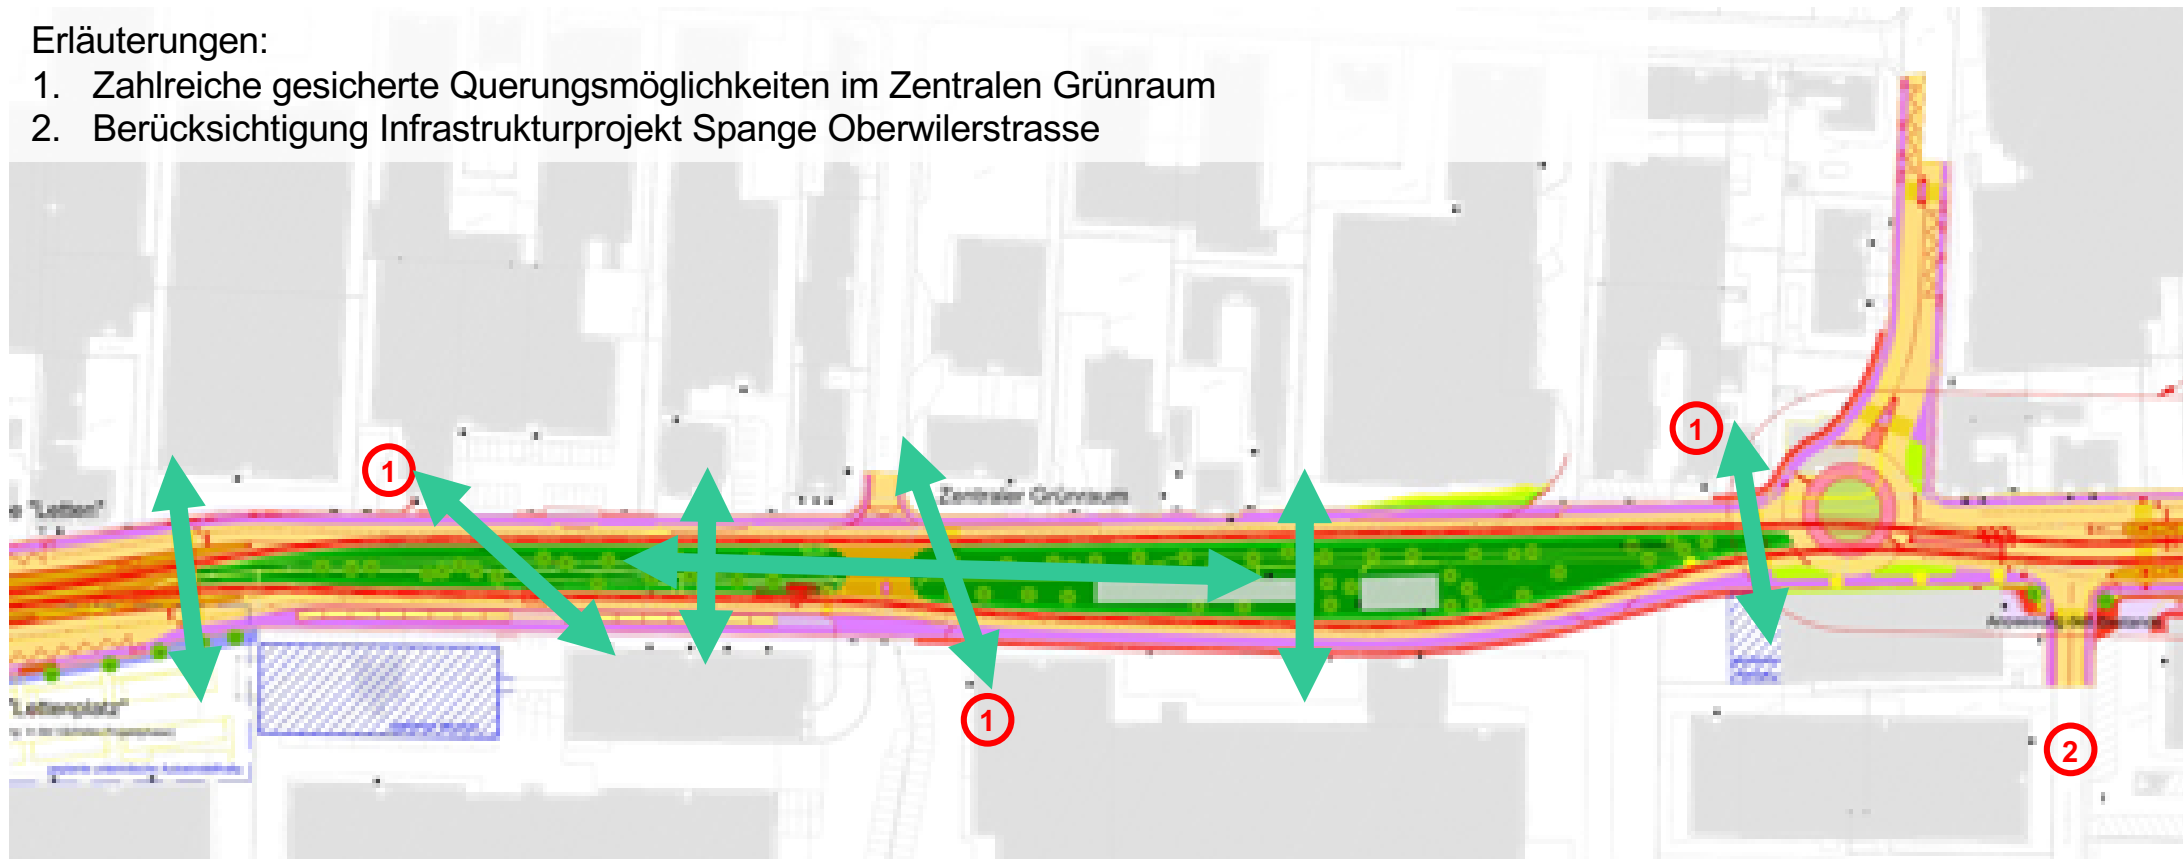 Erläuterungen:
1. Zahlreiche gesicherte Querungsmöglichkeiten im Zentralen Grünraum
2. Berücksichtigung Infrastrukturprojekt Spange Oberwilerstrasse
1
1
Zentraler Grünraum
"Letten"
"Lettenplatz"
1
2